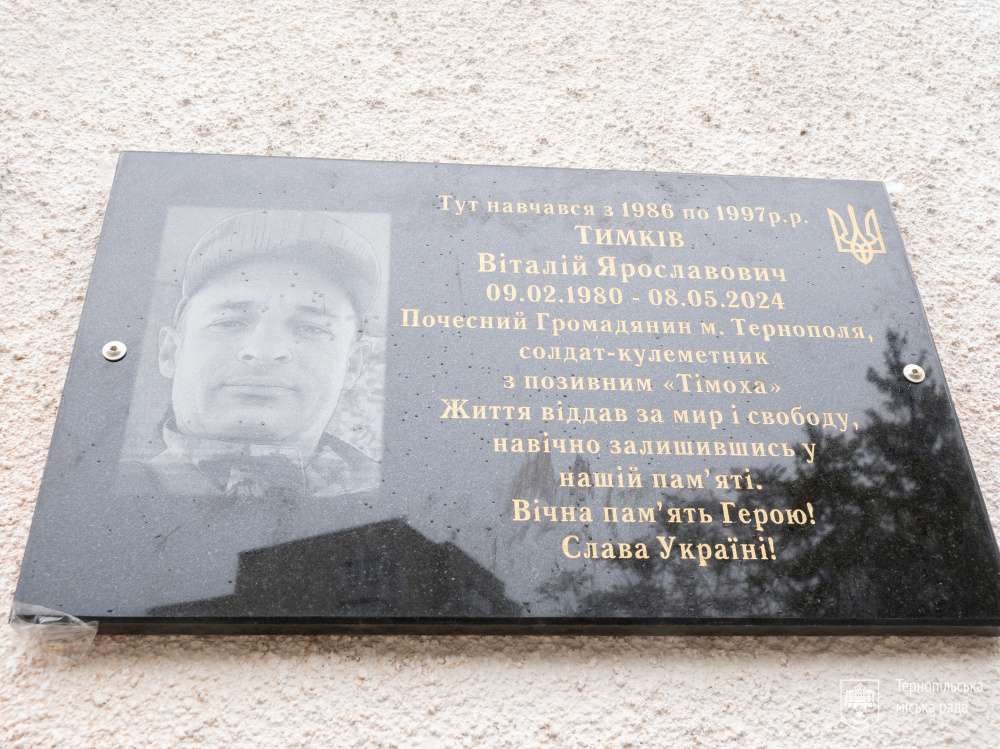 Тут навчався з 1986 по 1997р.р.
ТИМКІВ
Віталій Ярославович
09.02.1980 - 08.05.2024
Почесний Громадянин м. Тернополя,
солдат-кулеметник
з позивним «Тімоха»
Життя віддав за мир і свободу,
навічно залишившись у
нашій пам’яті.
Вічна пам’ять Герою!
Слава Україні!
Тернопільська
міська рада